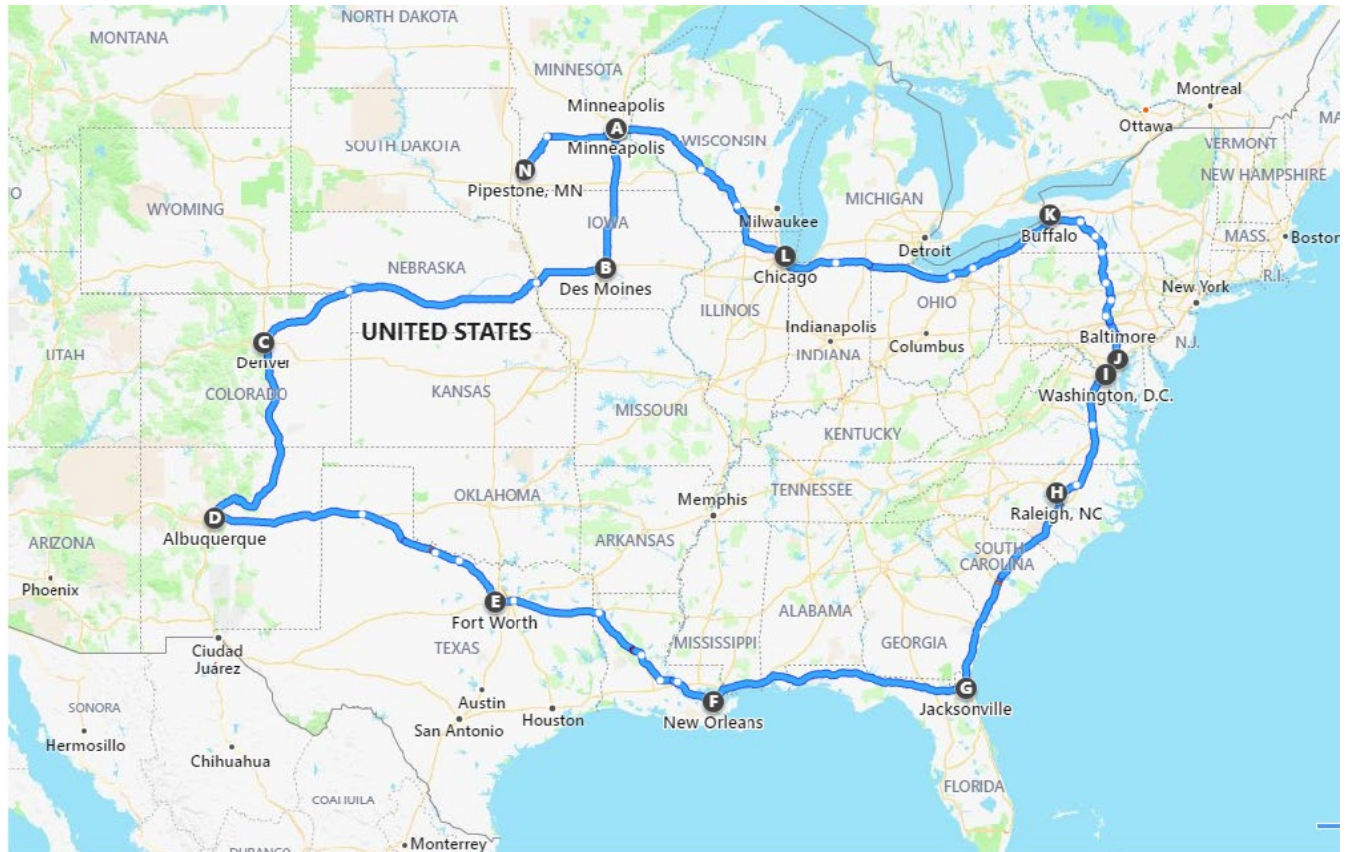 NORTH DAKOTA
MONTANA
MINNESOTA
Minneapolis
A
Minneapolis
WISCONSIN
Montreal
Ottawa
MA
VERMONT
SOUTH DAKOTA
N
Pipestone, MN
NEW HAMPSHIRE
MICHIGAN
WYOMING
IOWA
Milwaukee
K
Buffalo
Detroit
MASS.
Boston
NEBRASKA
B
Des Moines
L
Chicago
R.I.
New York
ILLINOIS
OHIO
UNITED STATES
Indianapolis
Columbus
Baltimore
N.J.
C
Denver
UTAH
INDIANA
J
I
Washington, D.C.
COLORADO
KANSAS
MISSOURI
KENTUCKY
OKLAHOMA
Memphis
TENNESSEE
H
Raleigh, NC
D
Albuquerque
ARIZONA
ARKANSAS
SOUTH
CAROLINA
Phoenix
E
Fort Worth
ALABAMA
Ciudad
Juárez
TEXAS
MISSISSIPPI
GEORGIA
G
Jacksonville
SONORA
Austin
F
New Orleans
San Antonio
Houston
Hermosillo
Chihuahua
FLORIDA
COAHUILA
Monterrey
DURANGO